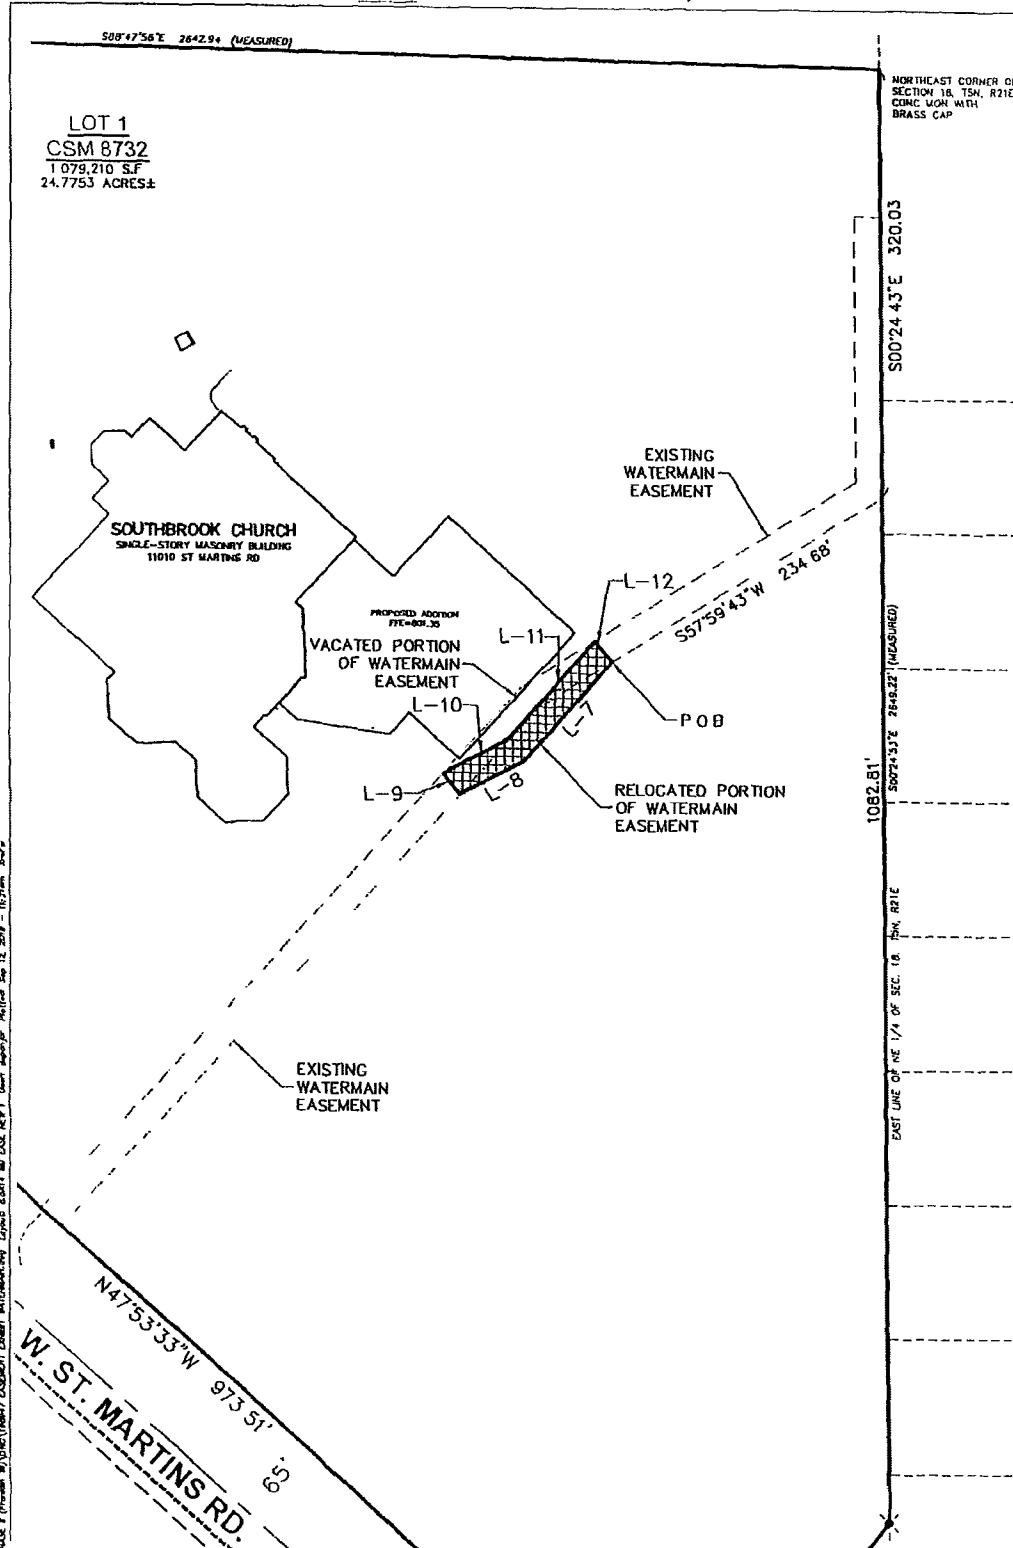 S88°47'56"E 2642.94 (MEASURED)
NORTHEAST CORNER OF
SECTION 18, T5N, R21E
CONC MON WITH
BRASS CAP
LOT 1
CSM 8732
1 079,210 S.F
24.7753 ACRES±
S00°24 43"E 320.03
EXISTING
WATERMAIN
EASEMENT
SOUTHBROOK CHURCH
SINGLE-STORY MASONRY BUILDING
11010 ST MARTINS RD
L-12
S57°59'43"W 234 68'
PROPOSED ADDITION
FFE=801.35
L-11
VACATED PORTION
OF WATERMAIN
EASEMENT
L-10
L-7
P O B
L-9
L-8
RELOCATED PORTION
OF WATERMAIN
EASEMENT
1082.81'
S00°24'53"E 2649.22' (MEASURED)
EAST LINE OF NE 1/4 OF SEC. 18, T5N, R21E
EXISTING
WATERMAIN
EASEMENT
N47°53'33"W 973 51'
65'
W. ST. MARTINS RD.